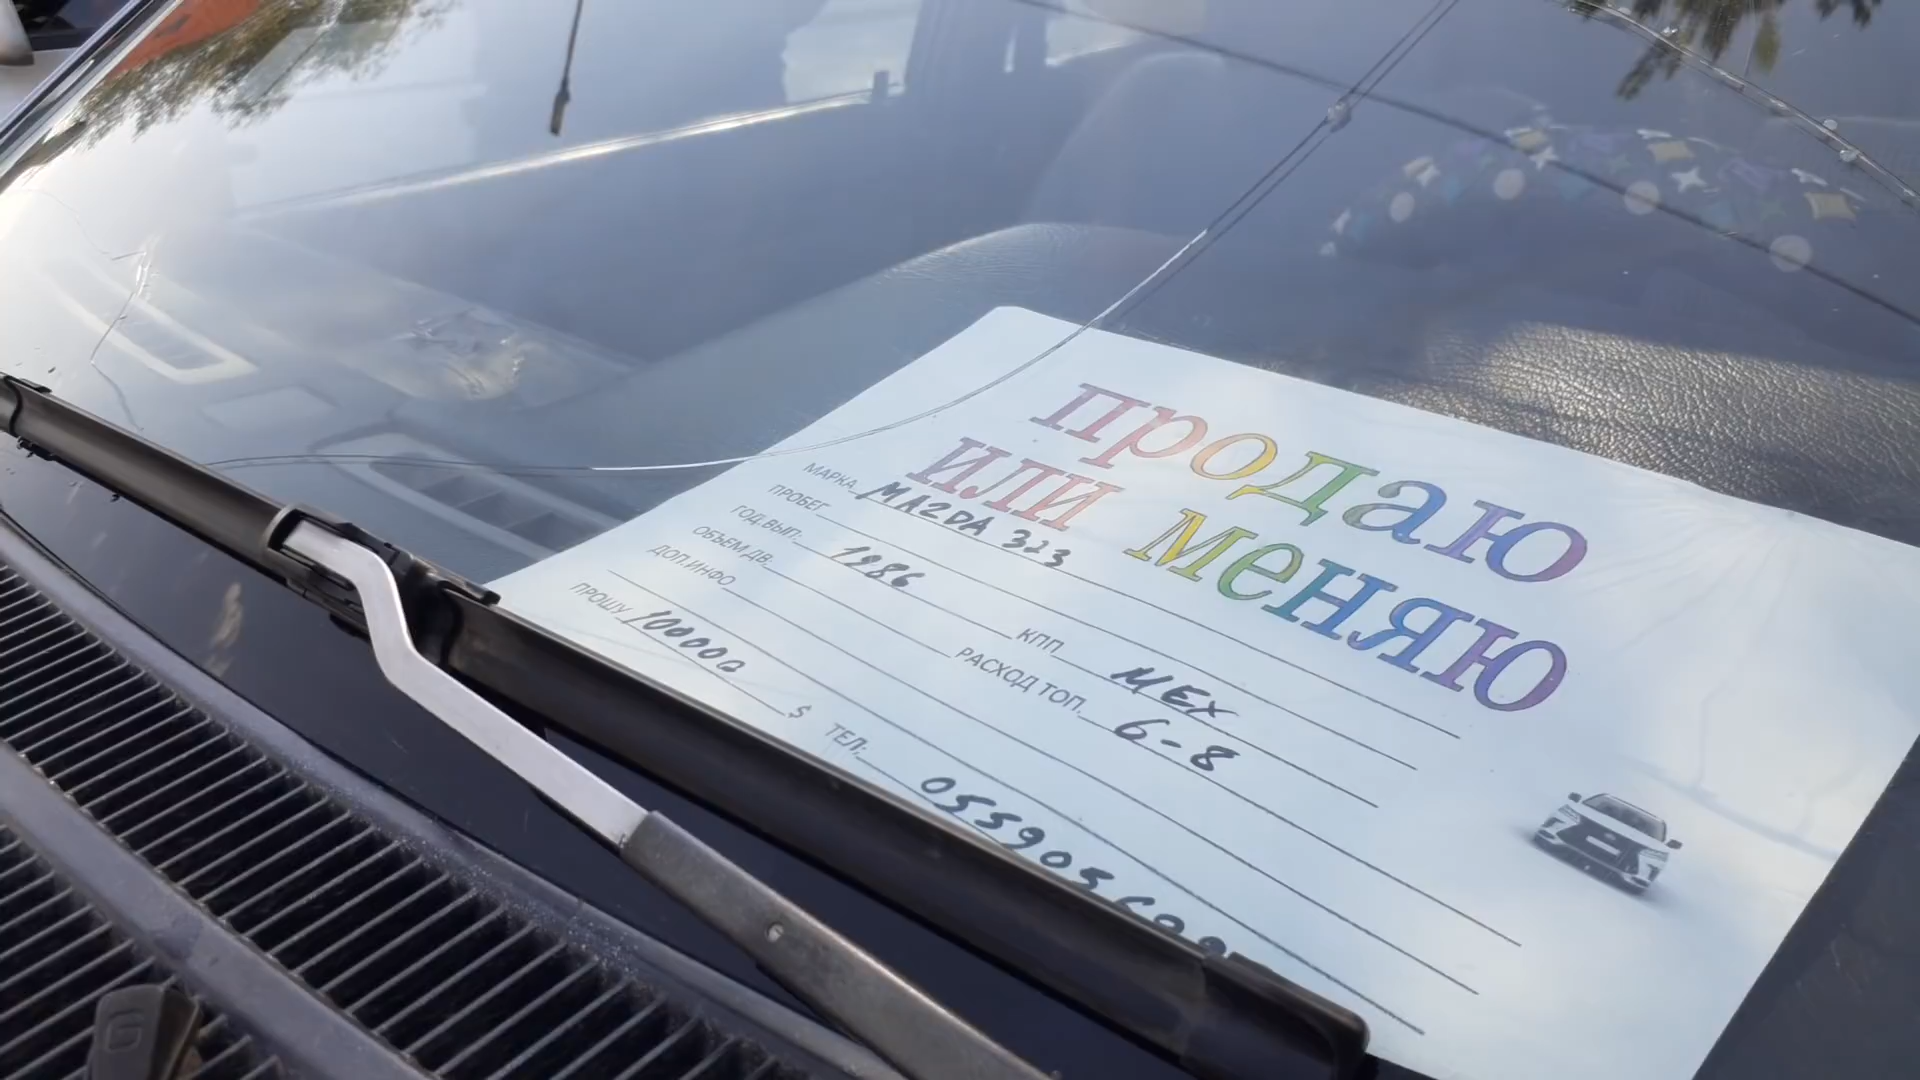 продаю
или меняю
МАРКА MAZDA 323
ПРОБЕГ
ГОД.ВЫП: 1986 КПП МЕХ
ОБЪЕМ ДВ. РАСХОД ТОП. 6-8
ДОП.ИНФО
ПРОШУ 100000 $ ТЕЛ: